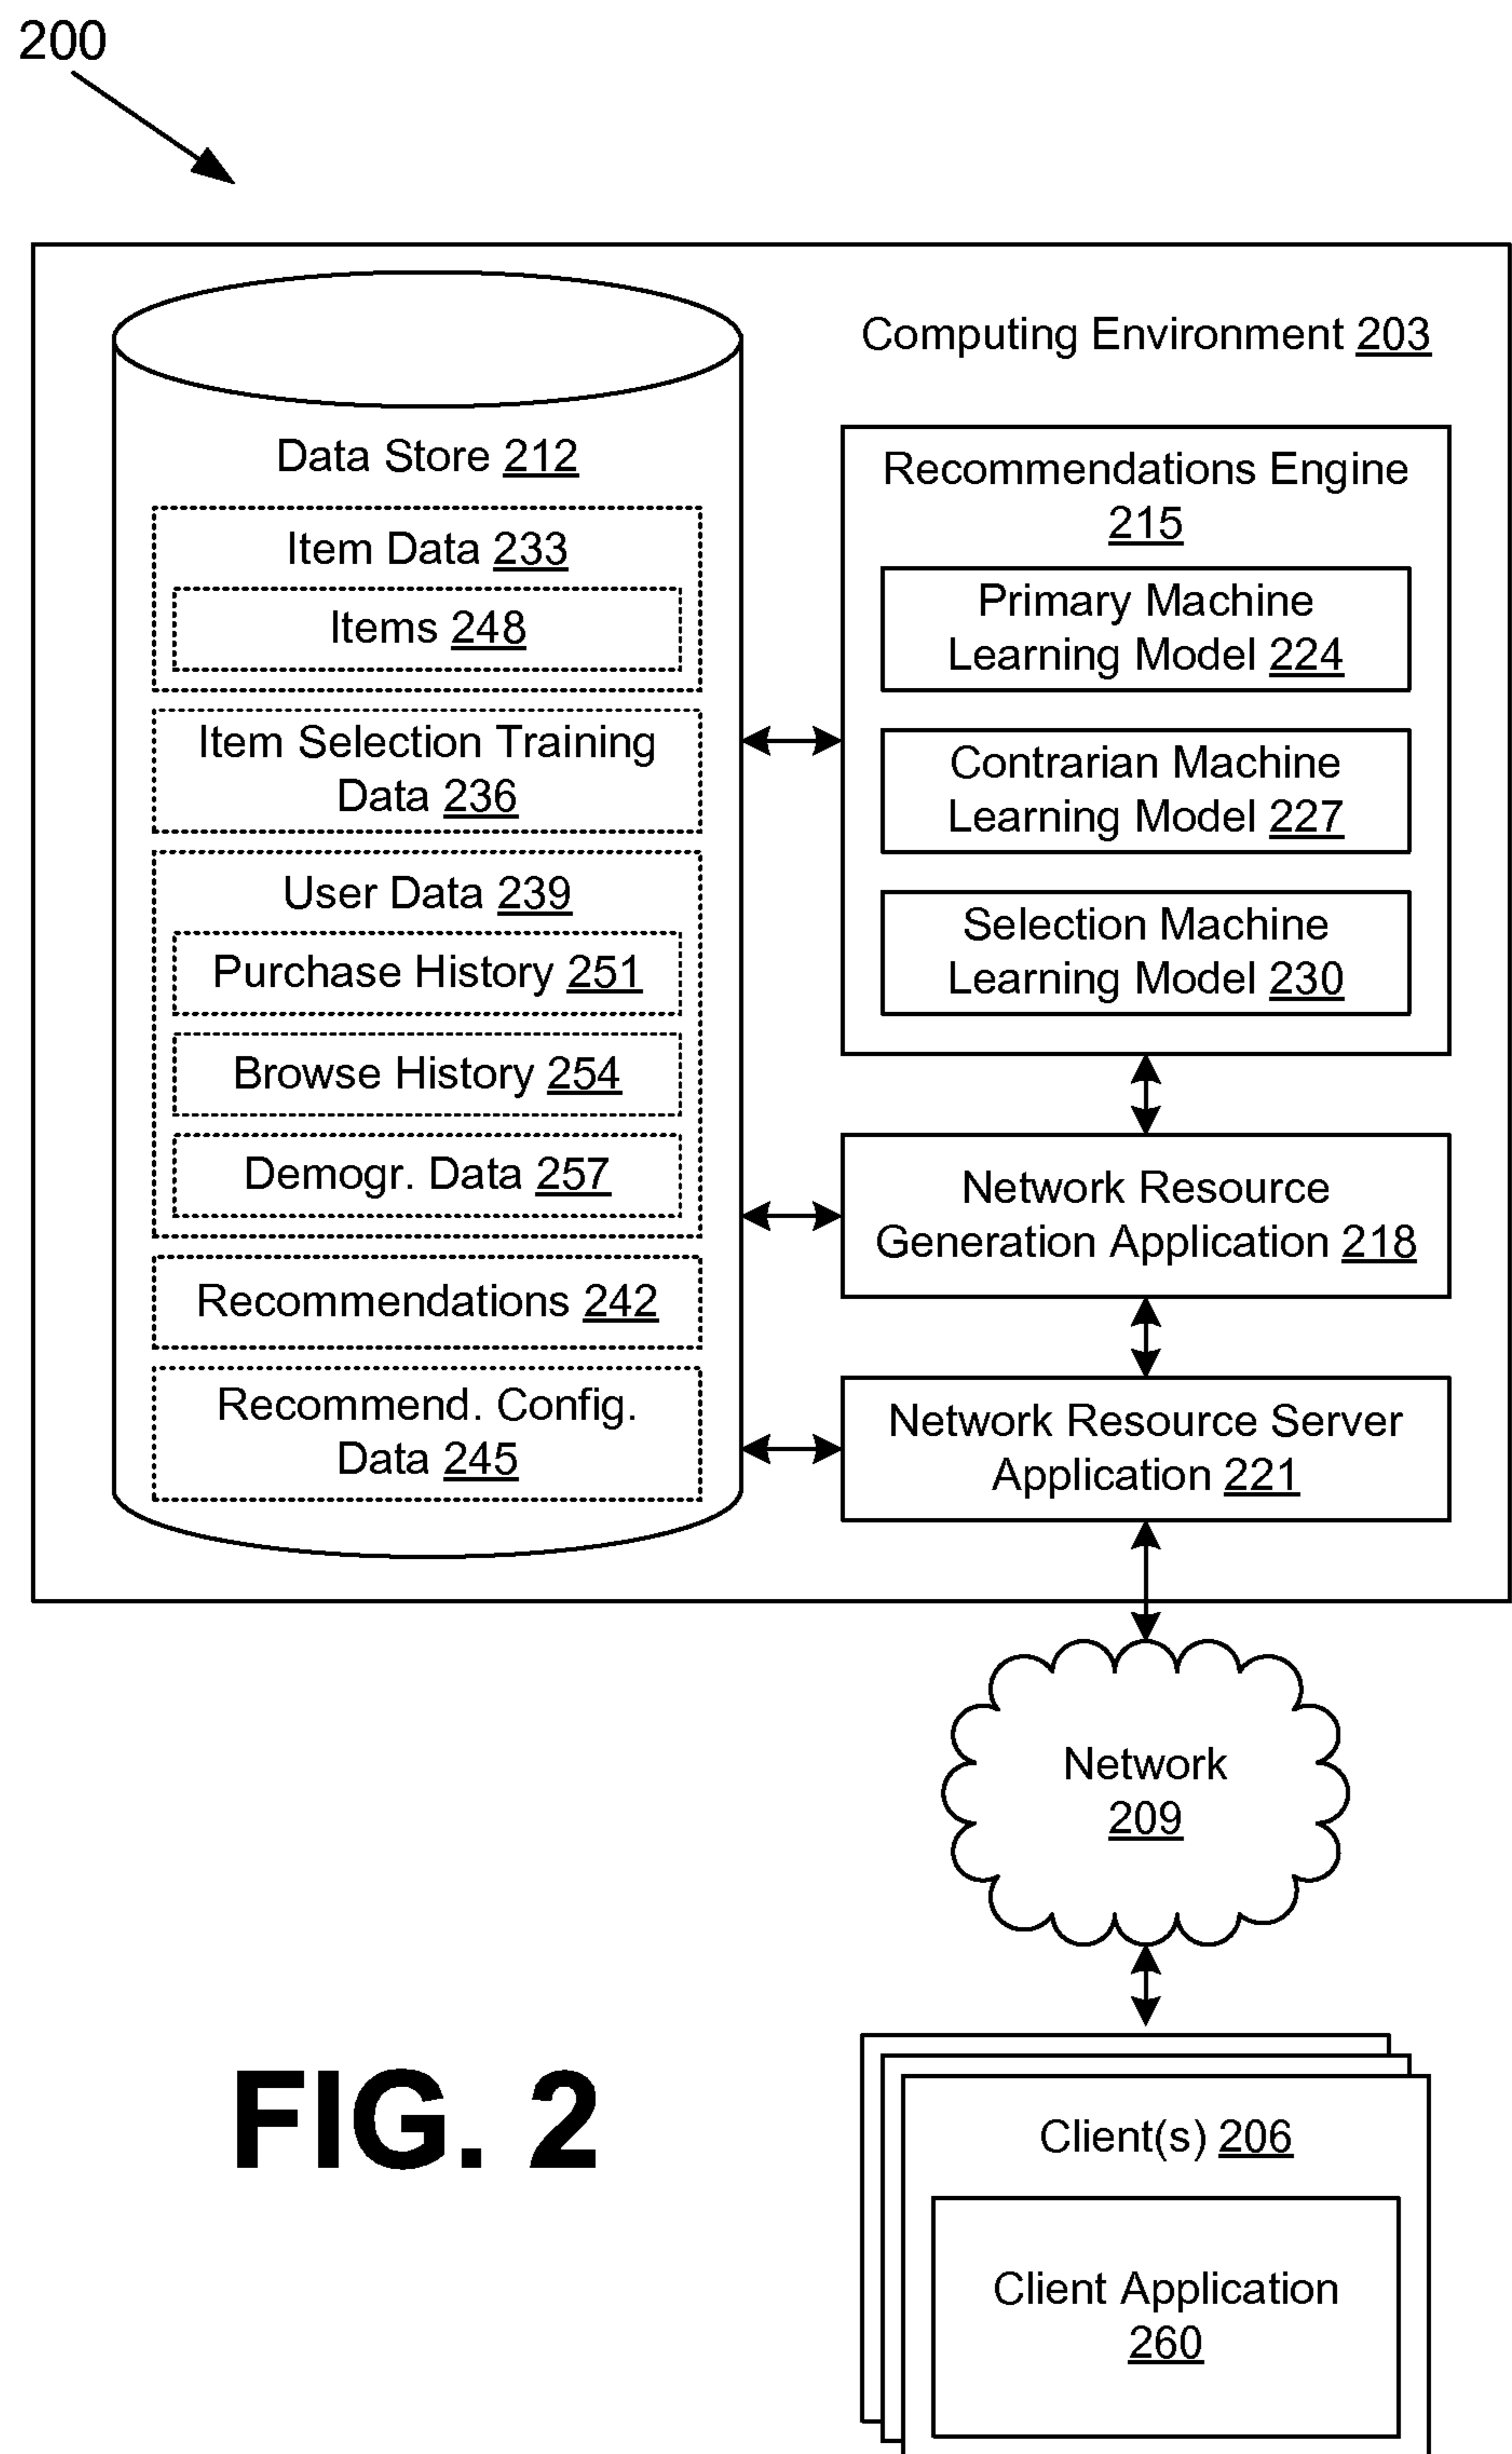 200
Computing Environment 203
Data Store 212
Item Data 233
Items 248
Item Selection Training
Data 236
User Data 239
Purchase History 251
Browse History 254
Demogr. Data 257
Recommendations 242
Recommend. Config.
Data 245
Recommendations Engine
215
Primary Machine
Learning Model 224
Contrarian Machine
Learning Model 227
Selection Machine
Learning Model 230
Network Resource
Generation Application 218
Network Resource Server
Application 221
Network
209
Client(s) 206
Client Application
260
FIG. 2